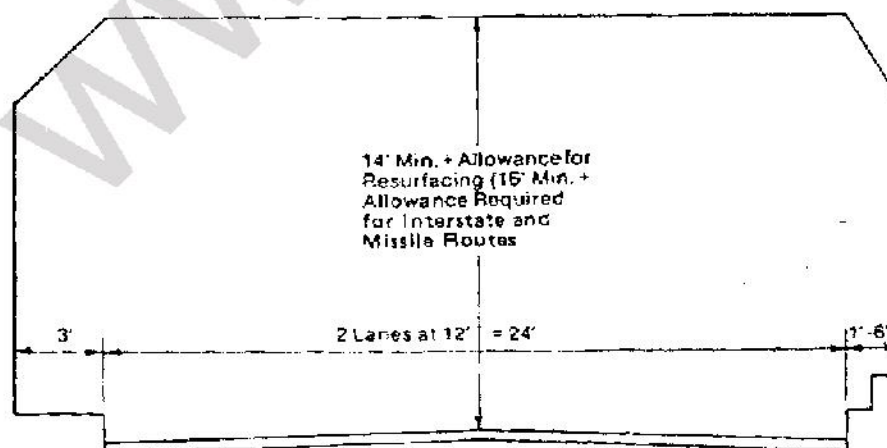 14' Min. + Allowance for
Resurfacing (16' Min. +
Allowance Required
for Interstate and
Missile Routes
3'
2 Lanes at 12' = 24'
1'-6"